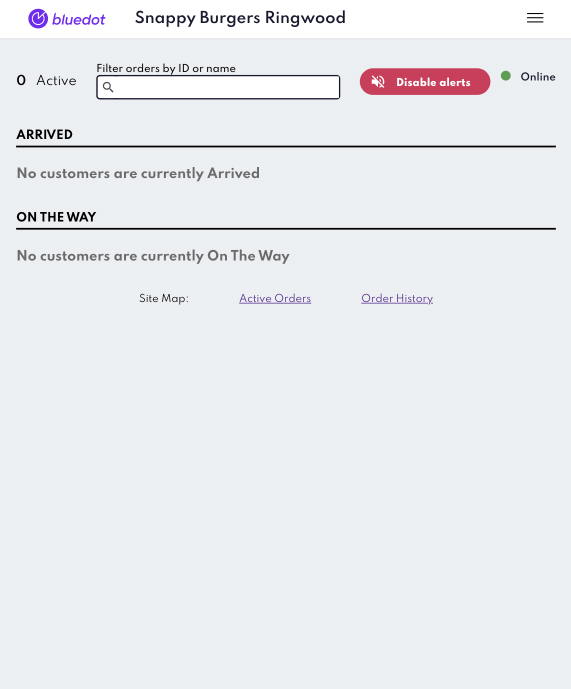 bluedot
Snappy Burgers Ringwood
0 Active
Filter orders by ID or name
Disable alerts
Online
ARRIVED
No customers are currently Arrived
ON THE WAY
No customers are currently On The Way
Site Map: Active Orders Order History